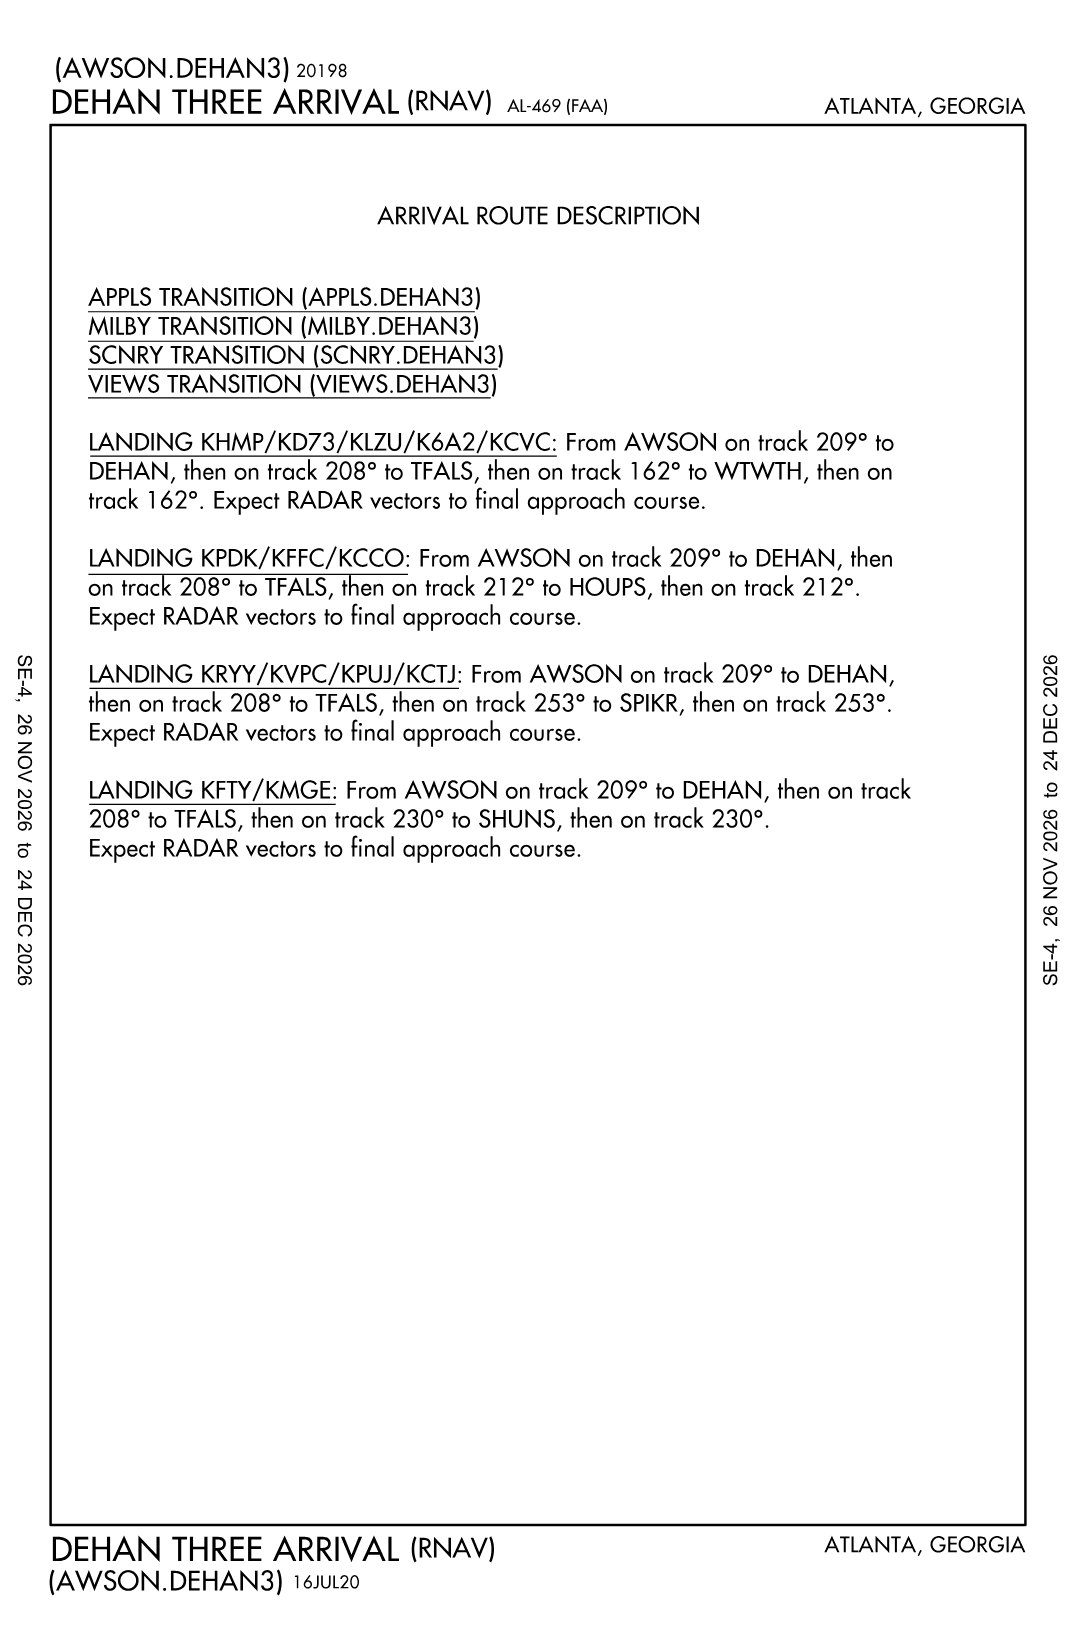 (AWSON.DEHAN3) 20198
DEHAN THREE ARRIVAL (RNAV) AL-469 (FAA) ATLANTA, GEORGIA
ARRIVAL ROUTE DESCRIPTION
APPLS TRANSITION (APPLS.DEHAN3)
MILBY TRANSITION (MILBY.DEHAN3)
SCNRY TRANSITION (SCNRY.DEHAN3)
VIEWS TRANSITION (VIEWS.DEHAN3)
LANDING KHMP/KD73/KLZU/K6A2/KCVC: From AWSON on track 209° to
DEHAN, then on track 208° to TFALS, then on track 162° to WTWTH, then on
track 162°. Expect RADAR vectors to final approach course.
LANDING KPDK/KFFC/KCCO: From AWSON on track 209° to DEHAN, then
on track 208° to TFALS, then on track 212° to HOUPS, then on track 212°.
Expect RADAR vectors to final approach course.
LANDING KRYY/KVPC/KPUJ/KCTJ: From AWSON on track 209° to DEHAN,
then on track 208° to TFALS, then on track 253° to SPIKR, then on track 253°.
Expect RADAR vectors to final approach course.
LANDING KFTY/KMGE: From AWSON on track 209° to DEHAN, then on track
208° to TFALS, then on track 230° to SHUNS, then on track 230°.
Expect RADAR vectors to final approach course.
SE-4, 26 NOV 2026 to 24 DEC 2026
SE-4, 26 NOV 2026 to 24 DEC 2026
DEHAN THREE ARRIVAL (RNAV) ATLANTA, GEORGIA
(AWSON.DEHAN3) 16JUL20